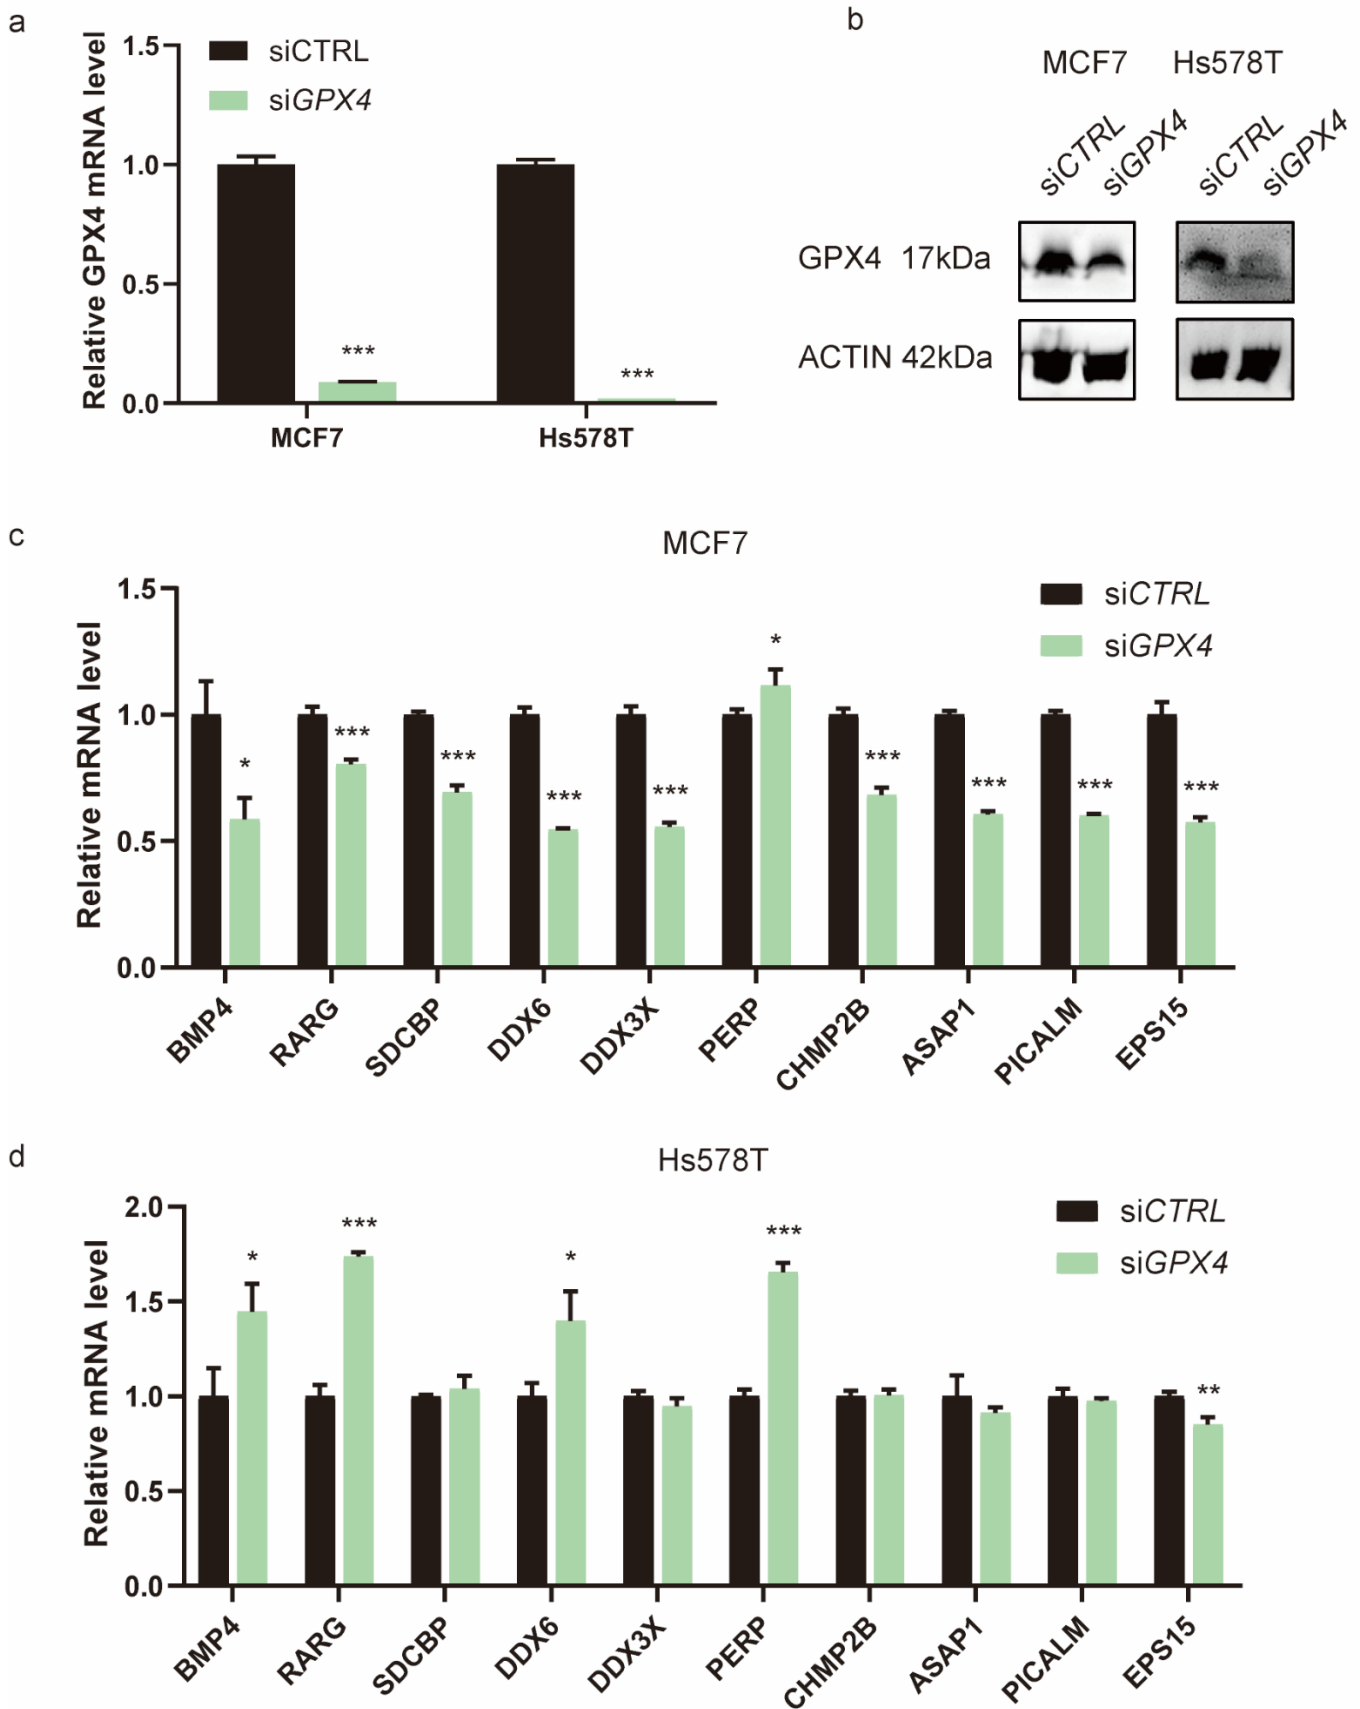 a
Relative GPX4 mRNA level
1.5
1.0
0.5
0.0
siCTRL
siGPX4
***
***
MCF7
Hs578T
b
MCF7 Hs578T
siCTRL siGPX4 siCTRL siGPX4
GPX4 17kDa
ACTIN 42kDa
c
MCF7
Relative mRNA level
1.5
1.0
0.5
0.0
siCTRL
siGPX4
* *** *** *** *** * *** *** *** ***
BMP4 RARG SDCBP DDX6 DDX3X PERP CHMP2B ASAP1 PICALM EPS15
d
Hs578T
Relative mRNA level
2.0
1.5
1.0
0.5
0.0
siCTRL
siGPX4
* *** * *** **
BMP4 RARG SDCBP DDX6 DDX3X PERP CHMP2B ASAP1 PICALM EPS15